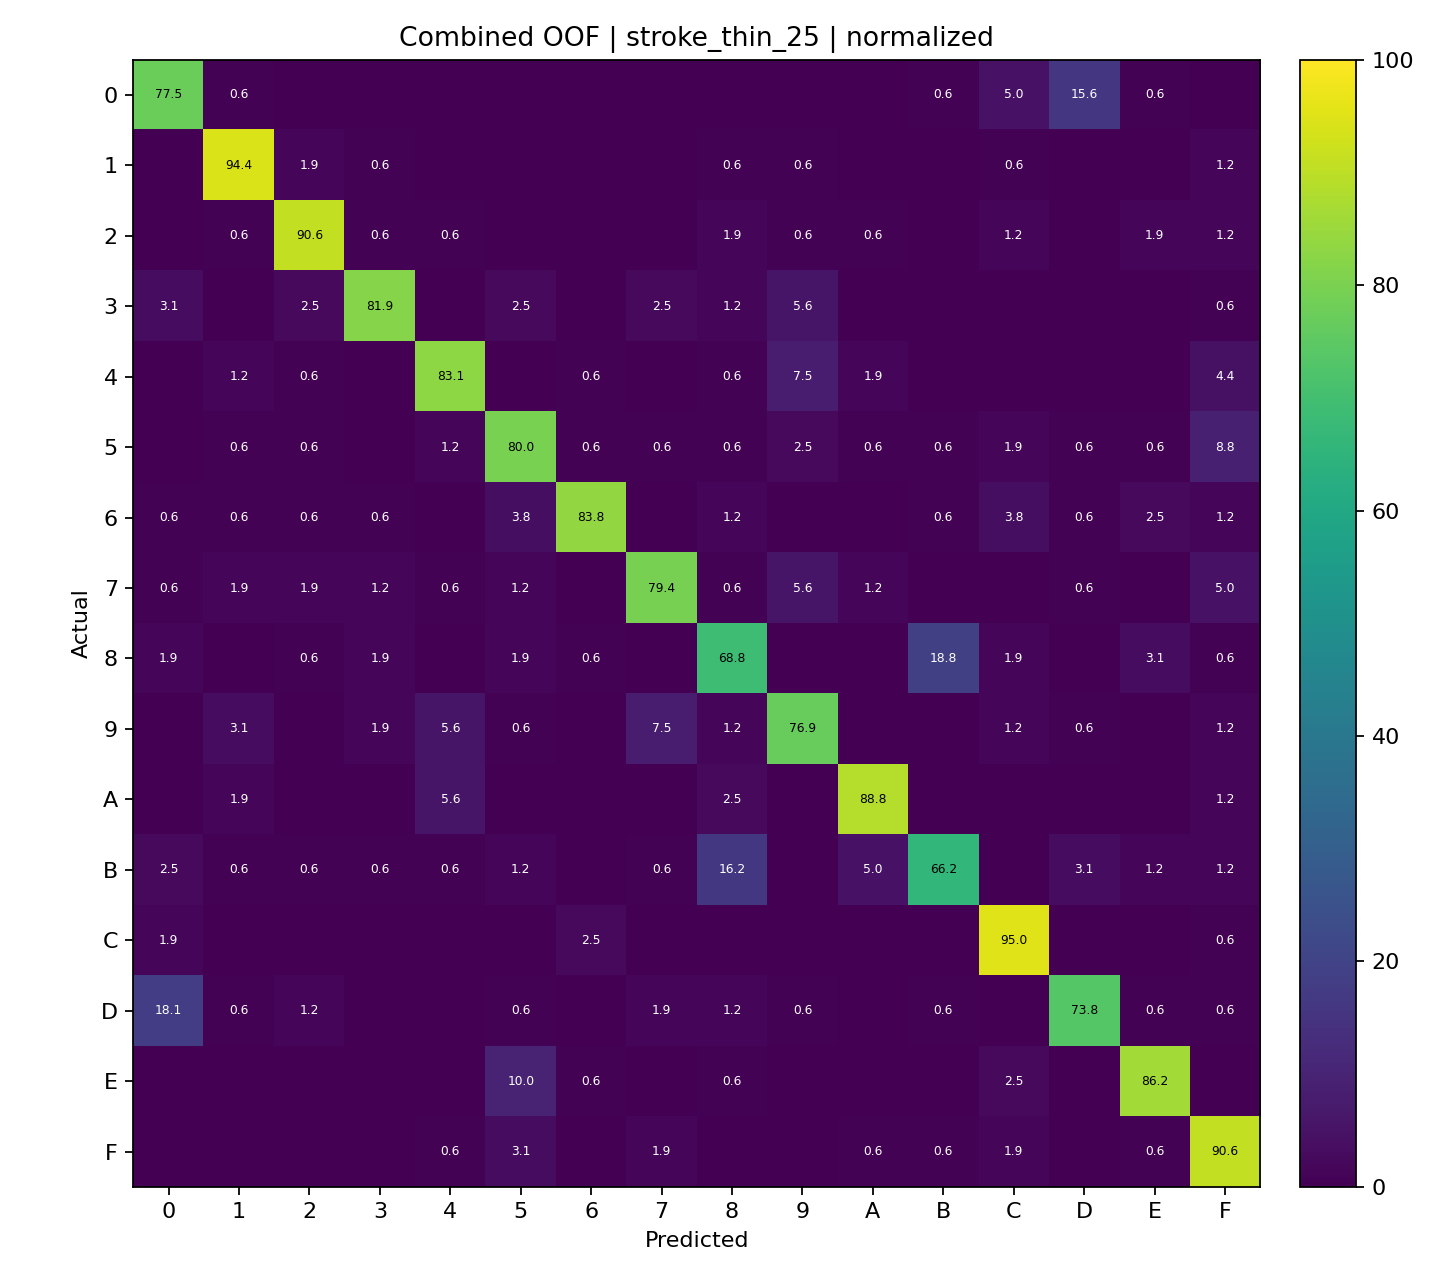 Combined OOF | stroke_thin_25 | normalized
0 77.5 0.6 0.6 5.0 15.6 0.6
1 94.4 1.9 0.6 0.6 0.6 0.6 1.2
2 0.6 90.6 0.6 0.6 1.9 0.6 0.6 1.2 1.9 1.2
3 3.1 2.5 81.9 2.5 2.5 1.2 5.6 0.6
4 1.2 0.6 83.1 0.6 0.6 7.5 1.9 4.4
5 0.6 0.6 1.2 80.0 0.6 0.6 0.6 2.5 0.6 0.6 1.9 0.6 0.6 8.8
6 0.6 0.6 0.6 0.6 3.8 83.8 1.2 0.6 3.8 0.6 2.5 1.2
7 0.6 1.9 1.9 1.2 0.6 1.2 79.4 0.6 5.6 1.2 0.6 5.0
8 1.9 0.6 1.9 1.9 0.6 68.8 18.8 1.9 3.1 0.6
9 3.1 1.9 5.6 0.6 7.5 1.2 76.9 1.2 0.6 1.2
A 1.9 5.6 2.5 88.8 1.2
B 2.5 0.6 0.6 0.6 0.6 1.2 0.6 16.2 5.0 66.2 3.1 1.2 1.2
C 1.9 2.5 95.0 0.6
D 18.1 0.6 1.2 0.6 1.9 1.2 0.6 0.6 73.8 0.6 0.6
E 10.0 0.6 0.6 2.5 86.2
F 0.6 3.1 1.9 0.6 0.6 1.9 0.6 90.6
0 1 2 3 4 5 6 7 8 9 A B C D E F
Predicted
Actual
100
80
60
40
20
0